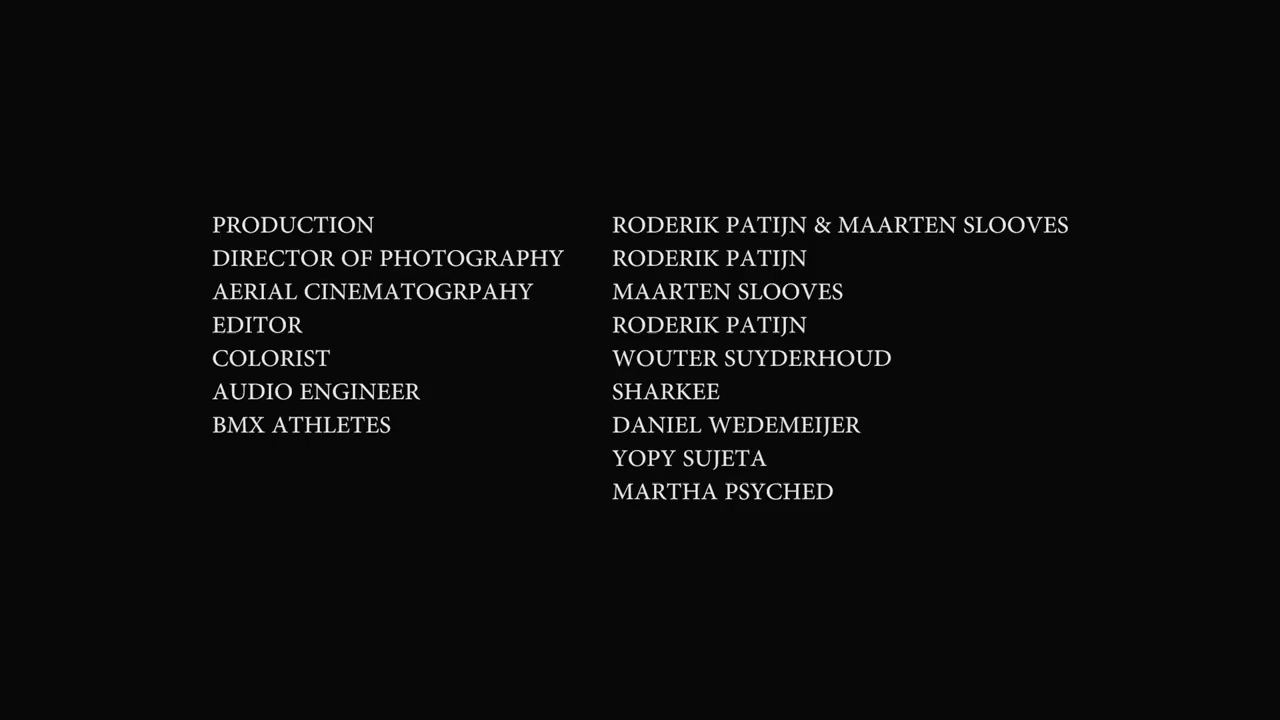 PRODUCTION RODERIK PATIJN & MAARTEN SLOOVES
DIRECTOR OF PHOTOGRAPHY RODERIK PATIJN
AERIAL CINEMATOGRPAHY MAARTEN SLOOVES
EDITOR RODERIK PATIJN
COLORIST WOUTER SUYDERHOUD
AUDIO ENGINEER SHARKEE
BMX ATHLETES DANIEL WEDEMEIJER
YOPY SUJETA
MARTHA PSYCHED